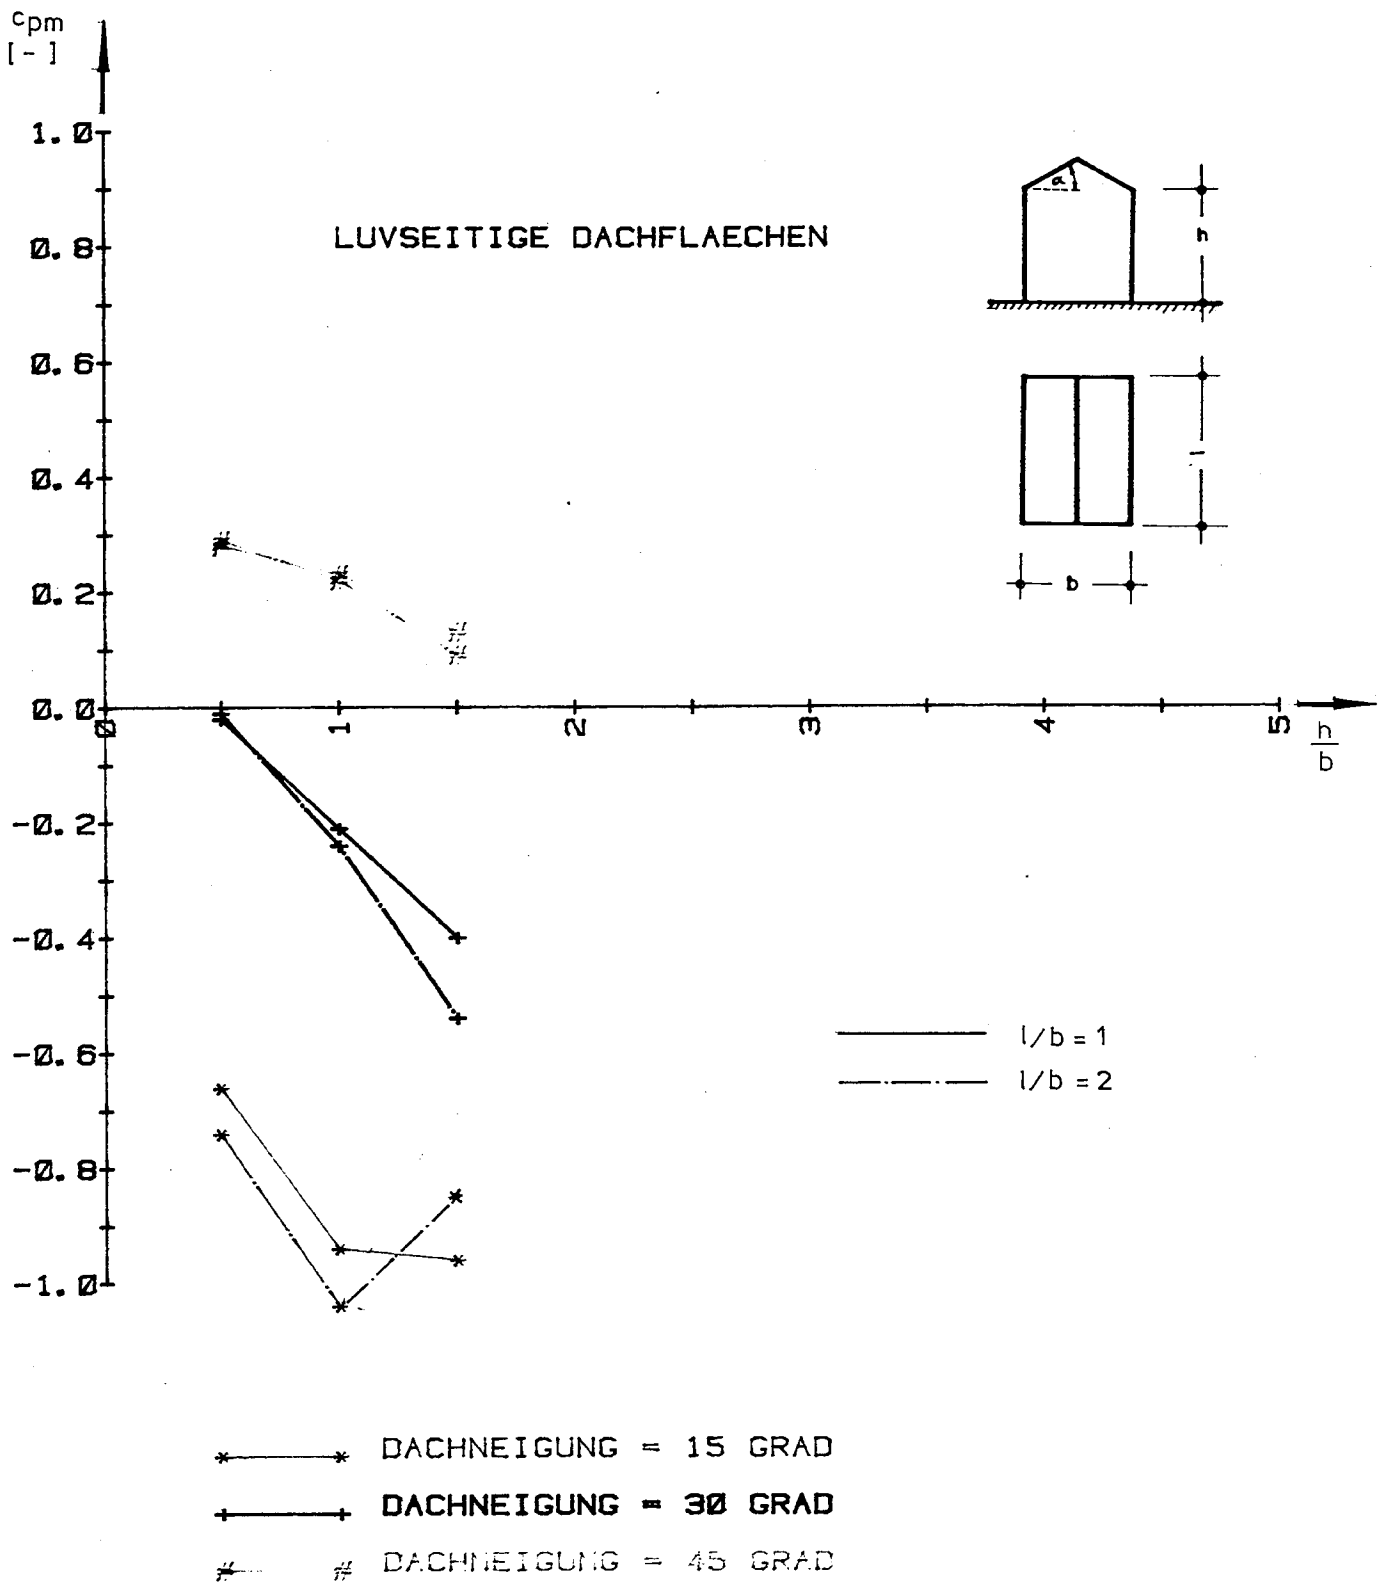 cpm
[-]
1.0
0.8
0.6
0.4
0.2
0.0
-0.2
-0.4
-0.6
-0.8
-1.0
LUVSEITIGE DACHFLAECHEN
α
h
l
b
0 1 2 3 4 5
h
b
l/b = 1
l/b = 2
DACHNEIGUNG = 15 GRAD
DACHNEIGUNG = 30 GRAD
DACHNEIGUNG = 45 GRAD